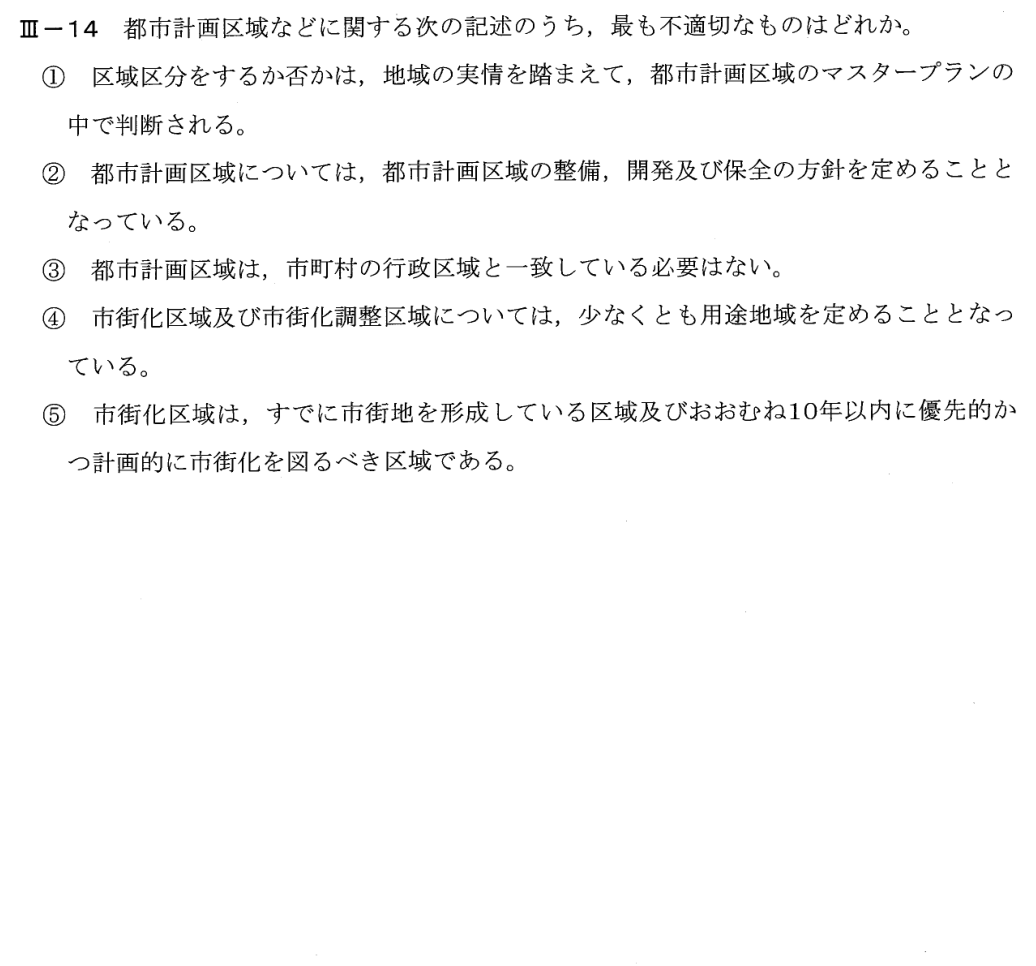 Ⅲ－14　都市計画区域などに関する次の記述のうち，最も不適切なものはどれか。
①　区域区分をするか否かは，地域の実情を踏まえて，都市計画区域のマスタープランの
中で判断される。
②　都市計画区域については，都市計画区域の整備，開発及び保全の方針を定めることと
なっている。
③　都市計画区域は，市町村の行政区域と一致している必要はない。
④　市街化区域及び市街化調整区域については，少なくとも用途地域を定めることとなっ
ている。
⑤　市街化区域は，すでに市街地を形成している区域及びおおむね10年以内に優先的か
つ計画的に市街化を図るべき区域である。